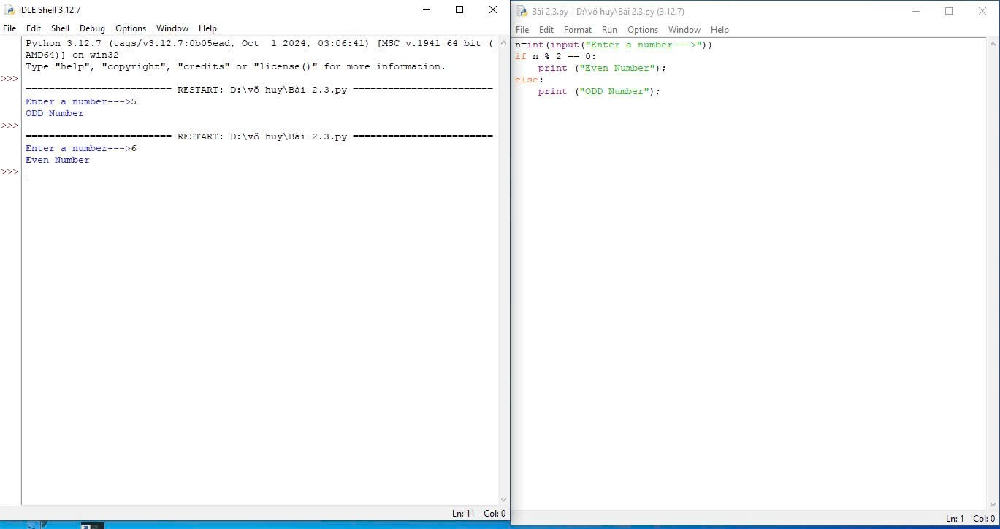 IDLE Shell 3.12.7
File Edit Shell Debug Options Window Help
Python 3.12.7 (tags/v3.12.7:0b05ead, Oct  1 2024, 03:06:41) [MSC v.1941 64 bit (
AMD64)] on win32
Type "help", "copyright", "credits" or "license()" for more information.
>>>
========================= RESTART: D:\võ huy\Bài 2.3.py ========================
Enter a number--->5
ODD Number
>>>
========================= RESTART: D:\võ huy\Bài 2.3.py ========================
Enter a number--->6
Even Number
>>>
Ln: 11 Col: 0
Bài 2.3.py - D:\võ huy\Bài 2.3.py (3.12.7)
File Edit Format Run Options Window Help
n=int(input("Enter a number--->"))
if n % 2 == 0:
    print ("Even Number");
else:
    print ("ODD Number");
Ln: 1 Col: 0